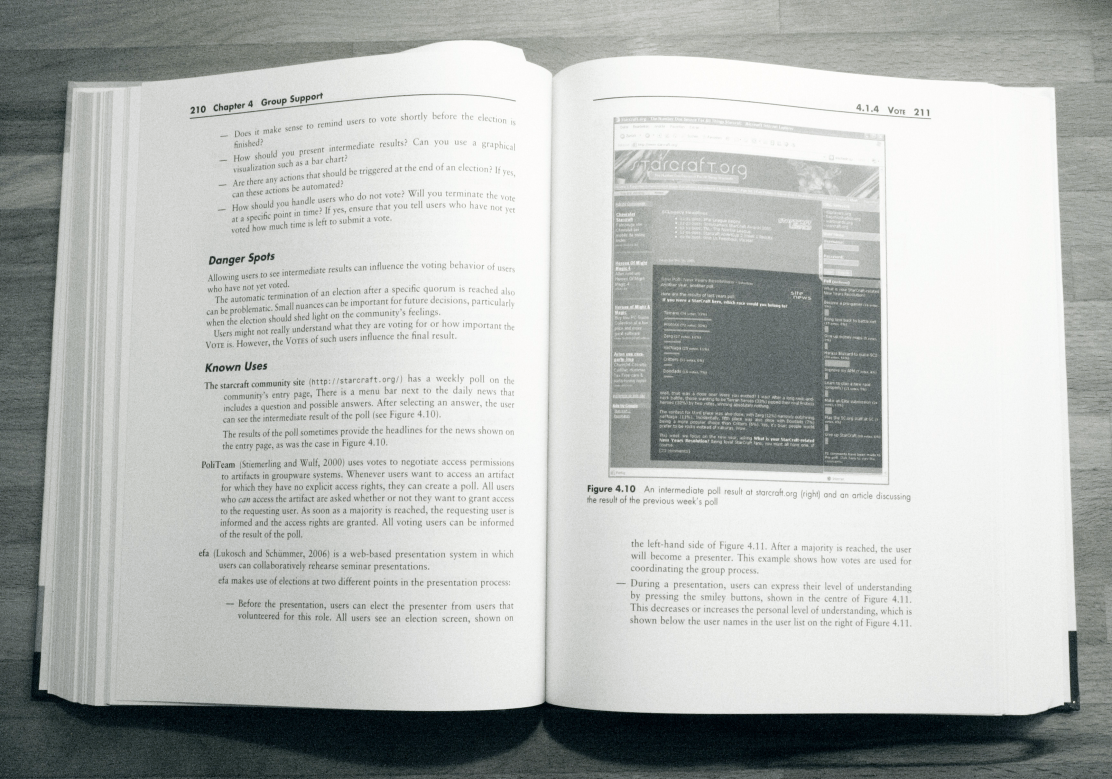 210 Chapter 4 Group Support
— Does it make sense to remind users to vote shortly before the election is
finished?
— How should you present intermediate results? Can you use a graphical
visualization such as a bar chart?
— Are there any actions that should be triggered at the end of an election? If yes,
can these actions be automated?
— How should you handle users who do not vote? Will you terminate the vote
at a specific point in time? If yes, ensure that you tell users who have not yet
voted how much time is left to submit a vote.
Danger Spots
Allowing users to see intermediate results can influence the voting behavior of users
who have not yet voted.
The automatic termination of an election after a specific quorum is reached also
can be problematic. Small nuances can be important for future decisions, particularly
when the election should shed light on the community's feelings.
Users might not really understand what they are voting for or how important the
VOTE is. However, the VOTES of such users influence the final result.
Known Uses
The starcraft community site (http://starcraft.org/) has a weekly poll on the
community's entry page, There is a menu bar next to the daily news that
includes a question and possible answers. After selecting an answer, the user
can see the intermediate result of the poll (see Figure 4.10).
The results of the poll sometimes provide the headlines for the news shown on
the entry page, as was the case in Figure 4.10.
PoliTeam (Stiemerling and Wulf, 2000) uses votes to negotiate access permissions
to artifacts in groupware systems. Whenever users want to access an artifact
for which they have no explicit access rights, they can create a poll. All users
who can access the artifact are asked whether or not they want to grant access
to the requesting user. As soon as a majority is reached, the requesting user is
informed and the access rights are granted. All voting users can be informed
of the result of the poll.
efa (Lukosch and Schümmer, 2006) is a web-based presentation system in which
users can collaboratively rehearse seminar presentations.
efa makes use of elections at two different points in the presentation process:
— Before the presentation, users can elect the presenter from users that
volunteered for this role. All users see an election screen, shown on
4.1.4 VOTE 211
starcraft.org
Here are the results of last years poll
If you were a StarCraft hero, which race would you belong to?
Figure 4.10 An intermediate poll result at starcraft.org (right) and an article discussing
the result of the previous week's poll
the left-hand side of Figure 4.11. After a majority is reached, the user
will become a presenter. This example shows how votes are used for
coordinating the group process.
— During a presentation, users can express their level of understanding
by pressing the smiley buttons, shown in the centre of Figure 4.11.
This decreases or increases the personal level of understanding, which is
shown below the user names in the user list on the right of Figure 4.11.